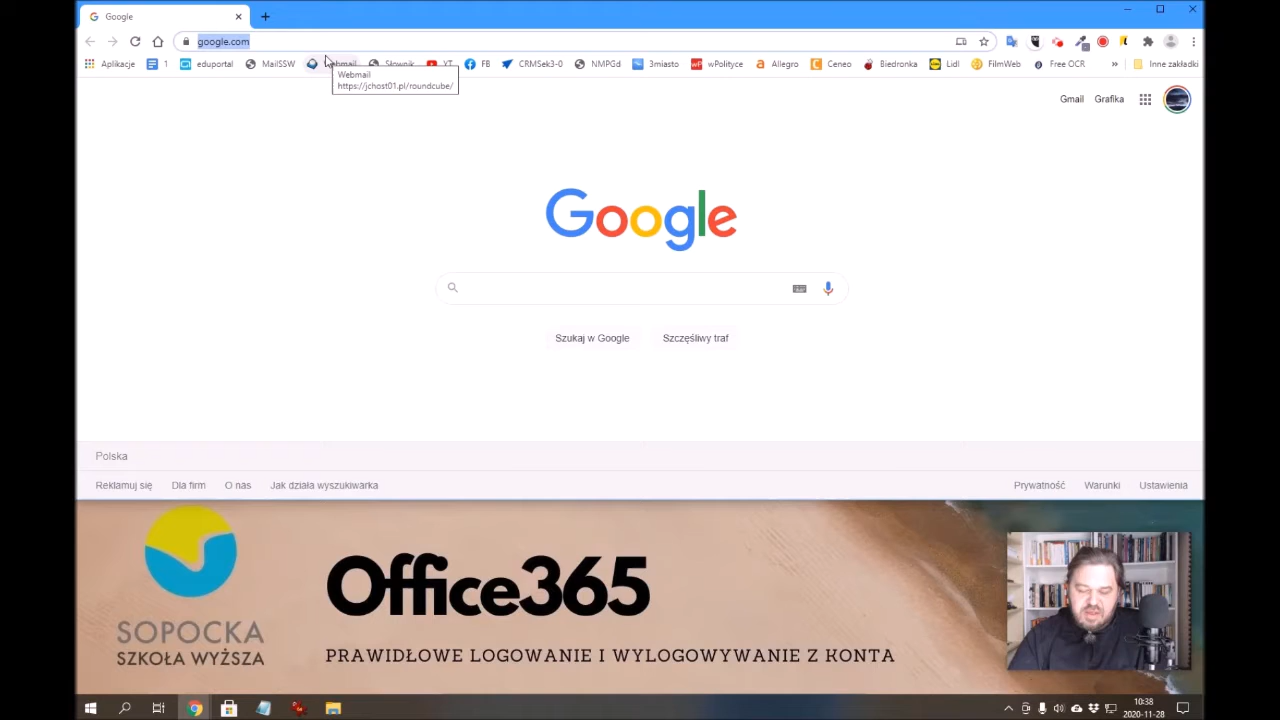 Google
google.com
Aplikacje 1 eduportal MailSSW Webmail Słownik YT FB CRMSek3-0 NMPGd 3miasto wPolityce Allegro Ceneo Biedronka Lidl FilmWeb Free OCR » Inne zakładki
Webmail
https://jchost01.pl/roundcube/
Gmail Grafika
Google
Szukaj w Google Szczęśliwy traf
Polska
Reklamuj się Dla firm O nas Jak działa wyszukiwarka Prywatność Warunki Ustawienia
SOPOCKA
SZKOŁA WYŻSZA
Office365
PRAWIDŁOWE LOGOWANIE I WYLOGOWYWANIE Z KONTA
10:38
2020-11-28